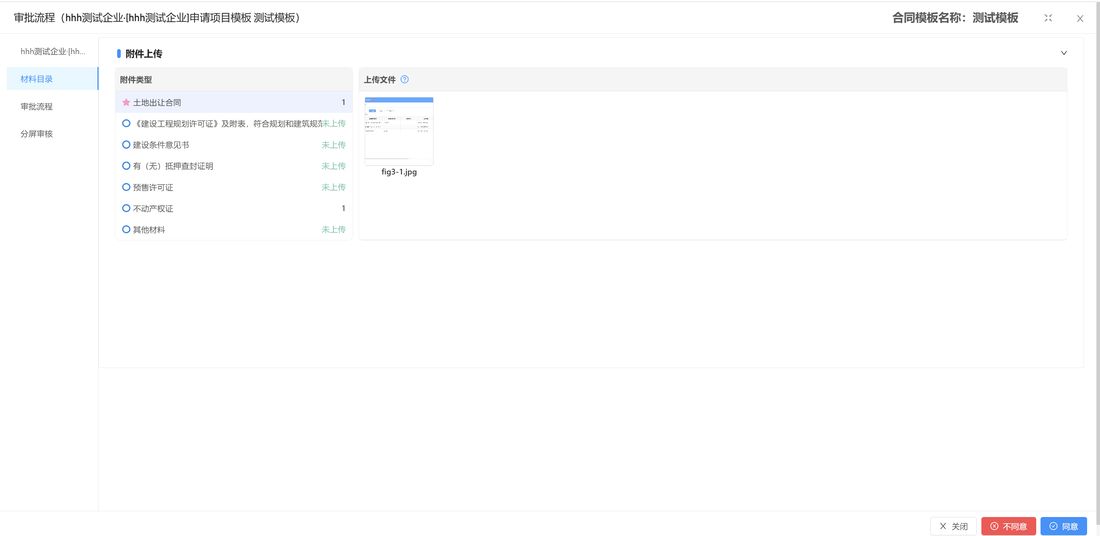 审批流程（hhh测试企业·[hhh测试企业]申请项目模板 测试模板）
合同模板名称：测试模板
hhh测试企业·[hh...
材料目录
审批流程
分屏审核
附件上传
附件类型
土地出让合同 1
《建设工程规划许可证》及附表、符合规划和建筑规范 未上传
建设条件意见书 未上传
有（无）抵押查封证明 未上传
预售许可证 未上传
不动产权证 1
其他材料 未上传
上传文件
fig3-1.jpg
关闭 不同意 同意